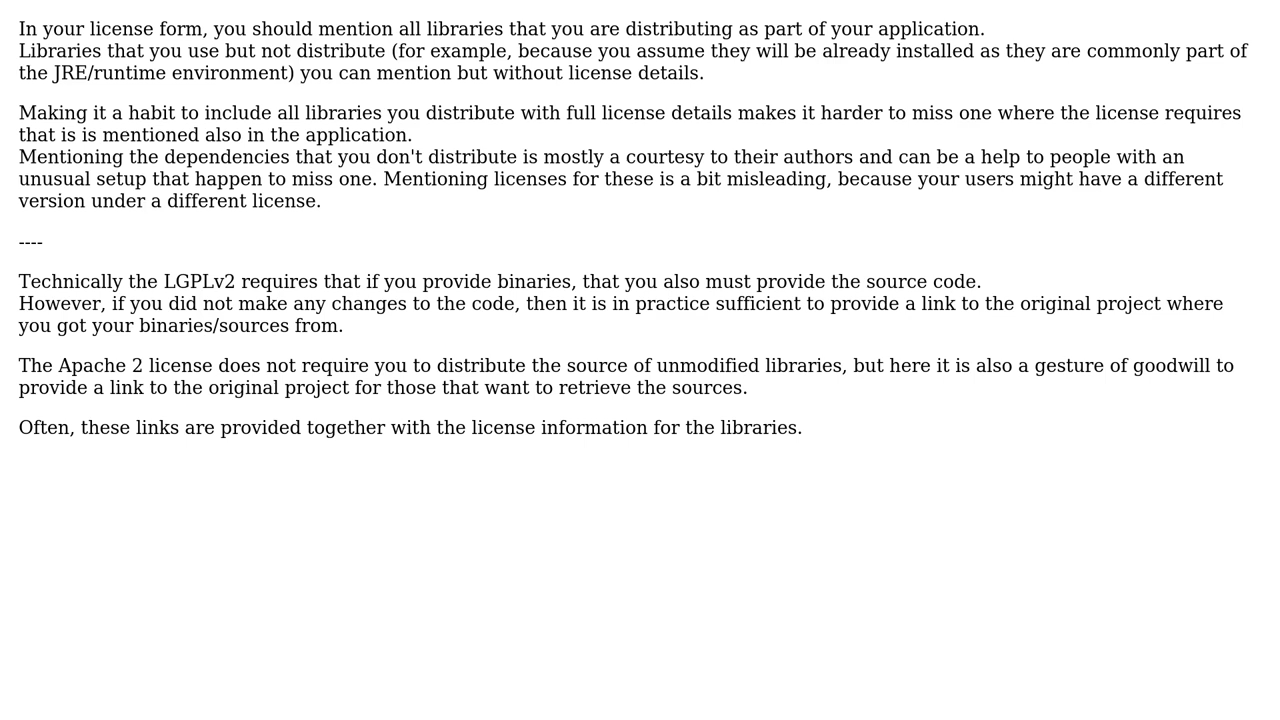 In your license form, you should mention all libraries that you are distributing as part of your application.
Libraries that you use but not distribute (for example, because you assume they will be already installed as they are commonly part of
the JRE/runtime environment) you can mention but without license details.
Making it a habit to include all libraries you distribute with full license details makes it harder to miss one where the license requires
that is is mentioned also in the application.
Mentioning the dependencies that you don't distribute is mostly a courtesy to their authors and can be a help to people with an
unusual setup that happen to miss one. Mentioning licenses for these is a bit misleading, because your users might have a different
version under a different license.
----
Technically the LGPLv2 requires that if you provide binaries, that you also must provide the source code.
However, if you did not make any changes to the code, then it is in practice sufficient to provide a link to the original project where
you got your binaries/sources from.
The Apache 2 license does not require you to distribute the source of unmodified libraries, but here it is also a gesture of goodwill to
provide a link to the original project for those that want to retrieve the sources.
Often, these links are provided together with the license information for the libraries.